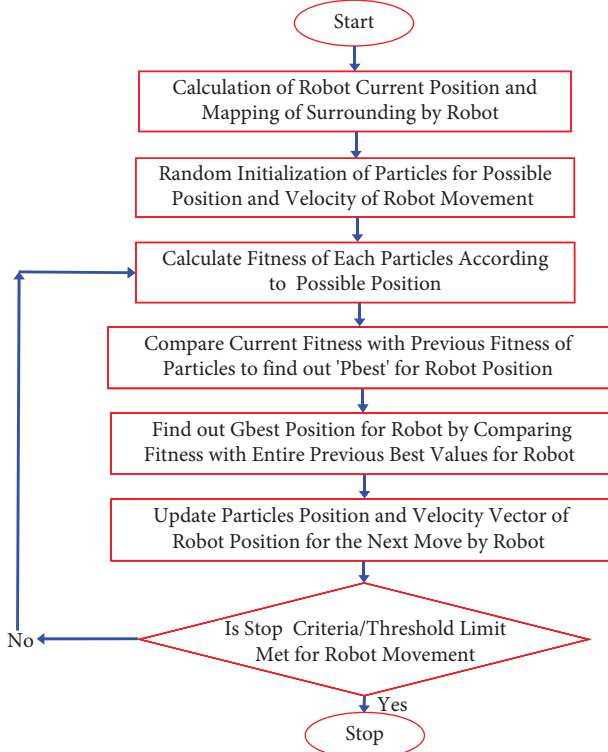 Start
Calculation of Robot Current Position and
Mapping of Surrounding by Robot
Random Initialization of Particles for Possible
Position and Velocity of Robot Movement
Calculate Fitness of Each Particles According
to Possible Position
Compare Current Fitness with Previous Fitness of
Particles to find out 'Pbest' for Robot Position
Find out Gbest Position for Robot by Comparing
Fitness with Entire Previous Best Values for Robot
Update Particles Position and Velocity Vector of
Robot Position for the Next Move by Robot
Is Stop Criteria/Threshold Limit
Met for Robot Movement
No
Yes
Stop